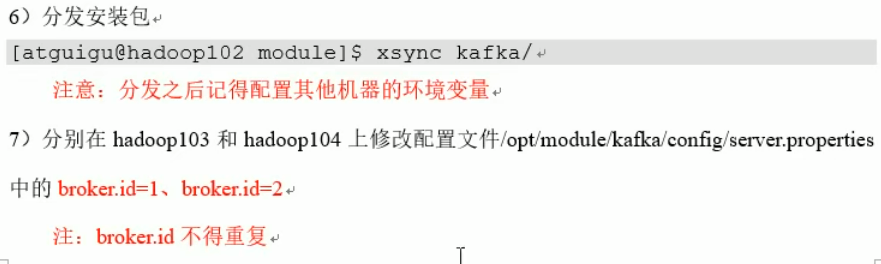 6）分发安装包
[atguigu@hadoop102 module]$ xsync kafka/
注意：分发之后记得配置其他机器的环境变量
7）分别在 hadoop103 和 hadoop104 上修改配置文件/opt/module/kafka/config/server.properties
中的 broker.id=1、broker.id=2
注：broker.id 不得重复